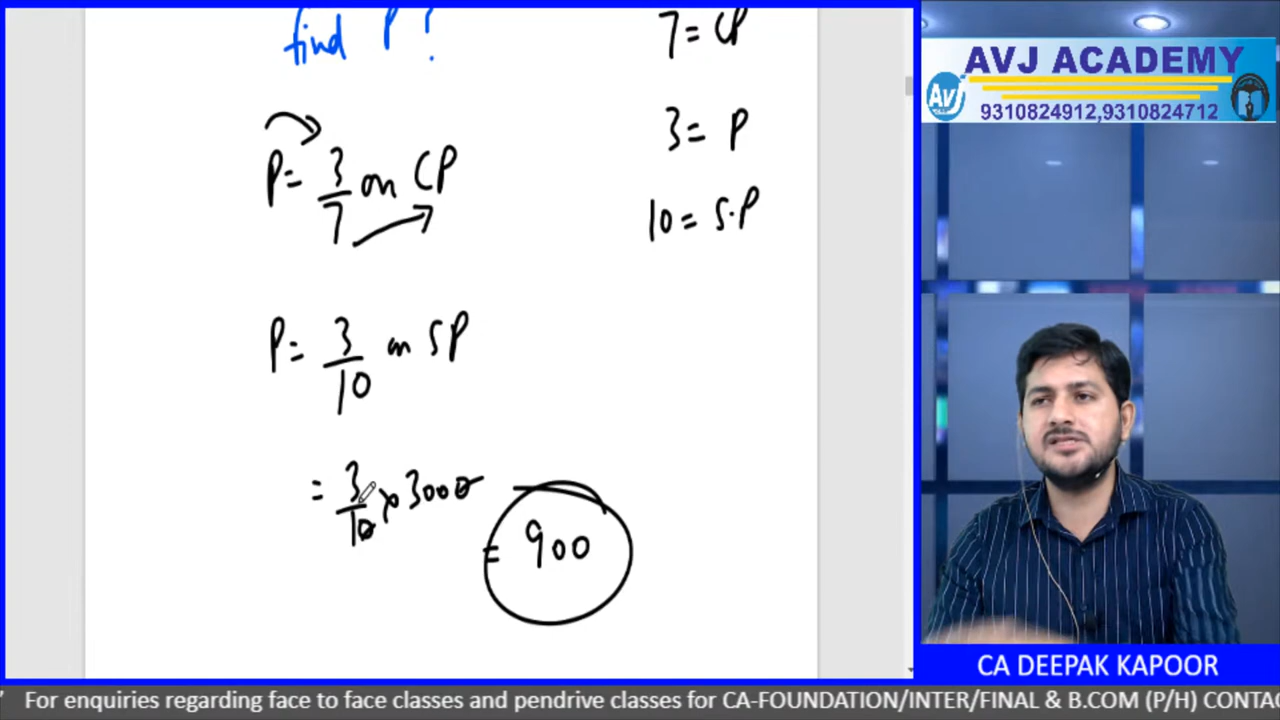 find P ?
7 = CP
3 = P
10 = S.P
P = 3/7 on CP
P = 3/10 on SP
= 3/10 × 3000
= 900
AVJ ACADEMY
AV
9310824912,9310824712
CA DEEPAK KAPOOR
For enquiries regarding face to face classes and pendrive classes for CA-FOUNDATION/INTER/FINAL & B.COM (P/H) CONTA